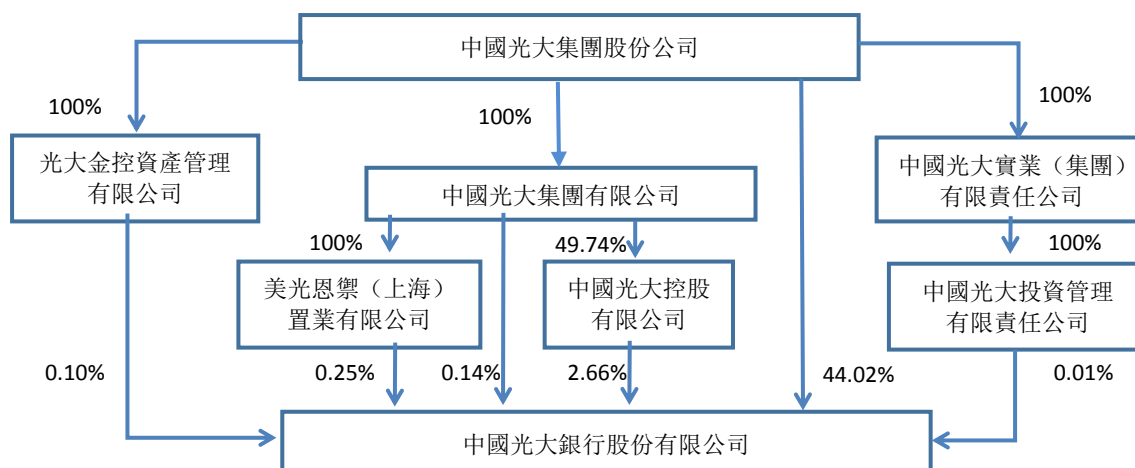 中國光大集團股份公司
100%
100%
100%
光大金控資產管理
有限公司
中國光大集團有限公司
中國光大實業（集團）
有限責任公司
100%
49.74%
100%
美光恩禦（上海）
置業有限公司
中國光大控股
有限公司
中國光大投資管理
有限責任公司
0.10%
0.25%
0.14%
2.66%
44.02%
0.01%
中國光大銀行股份有限公司